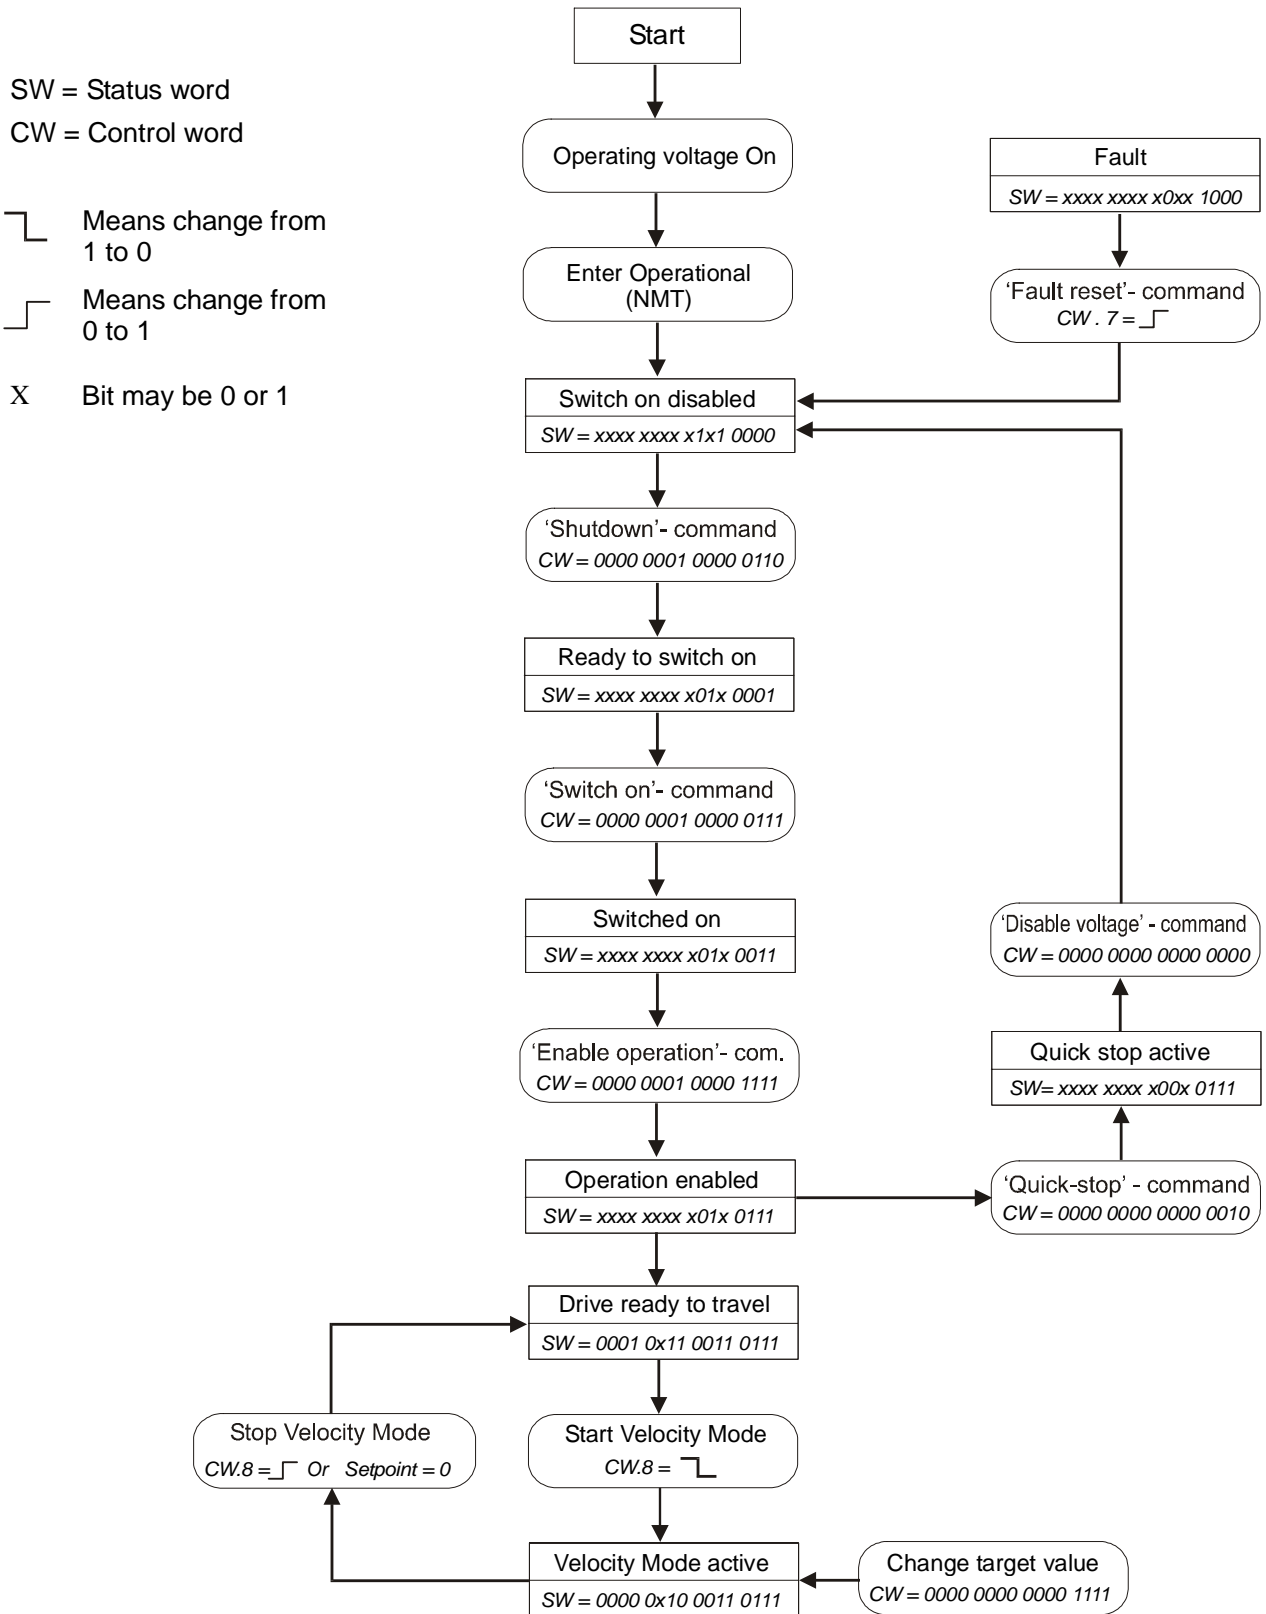 Start
SW = Status word
CW = Control word
Operating voltage On
Fault
SW = xxxx xxxx x0xx 1000
Means change from
1 to 0
Enter Operational
(NMT)
'Fault reset'- command
CW . 7 =
Means change from
0 to 1
X Bit may be 0 or 1
Switch on disabled
SW = xxxx xxxx x1x1 0000
'Shutdown'- command
CW = 0000 0001 0000 0110
Ready to switch on
SW = xxxx xxxx x01x 0001
'Switch on'- command
CW = 0000 0001 0000 0111
Switched on
SW = xxxx xxxx x01x 0011
'Disable voltage' - command
CW = 0000 0000 0000 0000
'Enable operation'- com.
CW = 0000 0001 0000 1111
Quick stop active
SW= xxxx xxxx x00x 0111
Operation enabled
SW = xxxx xxxx x01x 0111
'Quick-stop' - command
CW = 0000 0000 0000 0010
Drive ready to travel
SW = 0001 0x11 0011 0111
Stop Velocity Mode
CW.8 = Or Setpoint = 0
Start Velocity Mode
CW.8 =
Velocity Mode active
SW = 0000 0x10 0011 0111
Change target value
CW = 0000 0000 0000 1111